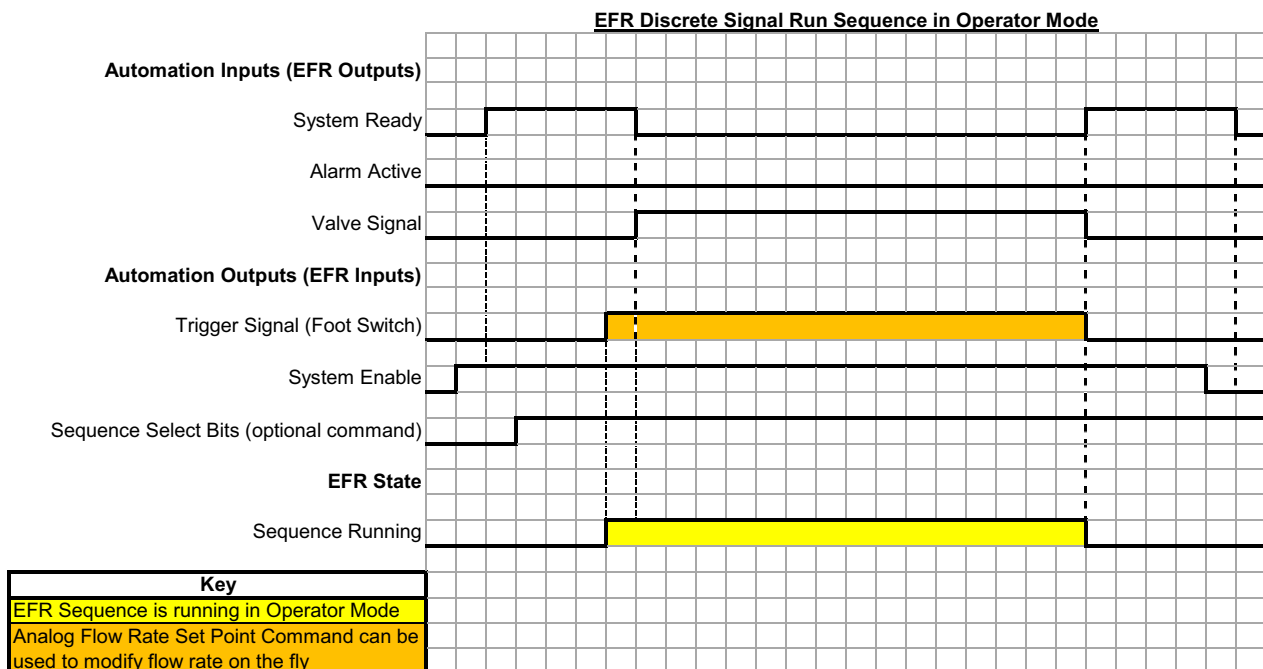 EFR Discrete Signal Run Sequence in Operator Mode
Automation Inputs (EFR Outputs)
System Ready
Alarm Active
Valve Signal
Automation Outputs (EFR Inputs)
Trigger Signal (Foot Switch)
System Enable
Sequence Select Bits (optional command)
EFR State
Sequence Running
Key
EFR Sequence is running in Operator Mode
Analog Flow Rate Set Point Command can be
used to modify flow rate on the fly